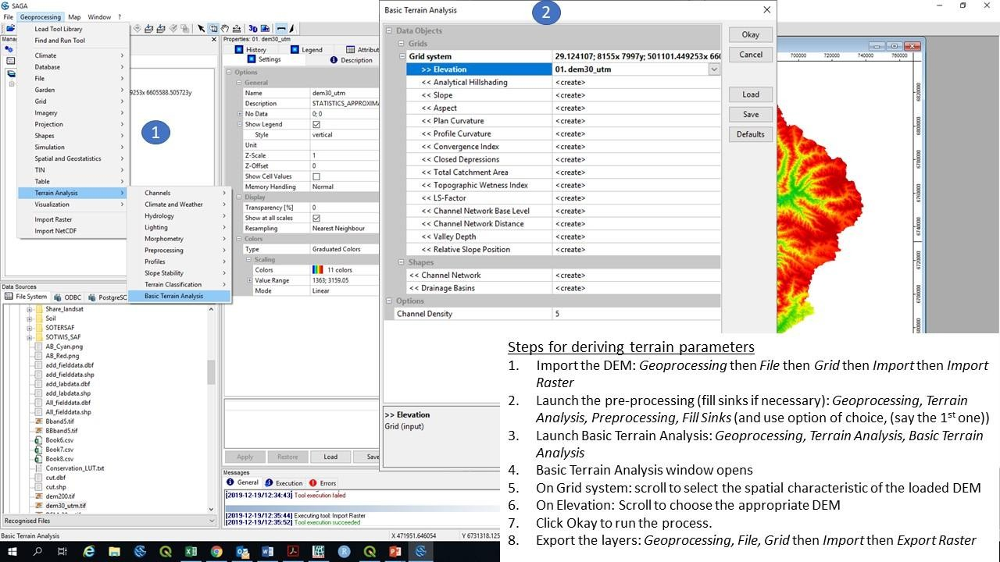 SAGA
File Geoprocessing Map Window ?
Load Tool Library
Find and Run Tool
Climate
Database
File
Garden
Grid
Imagery
Projection
Shapes
Simulation
Spatial and Geostatistics
TIN
Table
Terrain Analysis
Visualization
Import Raster
Import NetCDF
Channels
Climate and Weather
Hydrology
Lighting
Morphometry
Preprocessing
Profiles
Slope Stability
Terrain Classification
Basic Terrain Analysis
9253x 6605588.505723y
1
Data Sources
File System ODBC PostgreSC
Share_landsat
Soil
SOTERSAF
SOTWIS_SAF
AB_Cyan.png
AB_Red.png
add_fielddata.dbf
add_fielddata.shp
add_labdata.dbf
add_labdata.shp
All_fielddata.dbf
All_fielddata.shp
Bband5.tif
BBband5.tif
Book6.csv
Book7.csv
Book8.csv
Conservation_LUT.txt
cut.dbf
cut.shp
dem200.tif
dem30_utm.tif
Recognised Files
Basic Terrain Analysis
Properties: 01. dem30_utm
History Legend Attribut
Settings Description
Options
General
Name dem30_utm
Description STATISTICS_APPROXIMA
No Data 0; 0
Show Legend
Style vertical
Unit
Z-Scale 1
Z-Offset 0
Show Cell Values
Memory Handling Normal
Display
Transparency [%] 0
Show at all scales
Resampling Nearest Neighbour
Colors
Type Graduated Colors
Scaling
Colors 11 colors
Value Range 1363; 3159.05
Mode Linear
Apply Restore Load Save
Messages
General Execution Errors
[2019-12-19/12:34:43] Tool execution failed
[2019-12-19/12:35:44] Executing tool: Import Raster
[2019-12-19/12:35:52] Tool execution succeeded
X 471951.646054 Y 6731318.125
Basic Terrain Analysis
2
Data Objects
Grids
Grid system 29.124107; 8155x 7997y; 501101.449253x 660
>> Elevation 01. dem30_utm
<< Analytical Hillshading <create>
<< Slope <create>
<< Aspect <create>
<< Plan Curvature <create>
<< Profile Curvature <create>
<< Convergence Index <create>
<< Closed Depressions <create>
<< Total Catchment Area <create>
<< Topographic Wetness Index <create>
<< LS-Factor <create>
<< Channel Network Base Level <create>
<< Channel Network Distance <create>
<< Valley Depth <create>
<< Relative Slope Position <create>
Shapes
<< Channel Network <create>
<< Drainage Basins <create>
Options
Channel Density 5
>> Elevation
Grid (input)
Okay
Cancel
Load
Save
Defaults
700000 720000 740000 760000
6820000
6800000
6780000
6760000
6740000
6720000
6700000
Steps for deriving terrain parameters
1. Import the DEM: Geoprocessing then File then Grid then Import then Import
Raster
2. Launch the pre-processing (fill sinks if necessary): Geoprocessing, Terrain
Analysis, Preprocessing, Fill Sinks (and use option of choice, (say the 1st one))
3. Launch Basic Terrain Analysis: Geoprocessing, Terrain Analysis, Basic Terrain
Analysis
4. Basic Terrain Analysis window opens
5. On Grid system: scroll to select the spatial characteristic of the loaded DEM
6. On Elevation: Scroll to choose the appropriate DEM
7. Click Okay to run the process.
8. Export the layers: Geoprocessing, File, Grid then Import then Export Raster